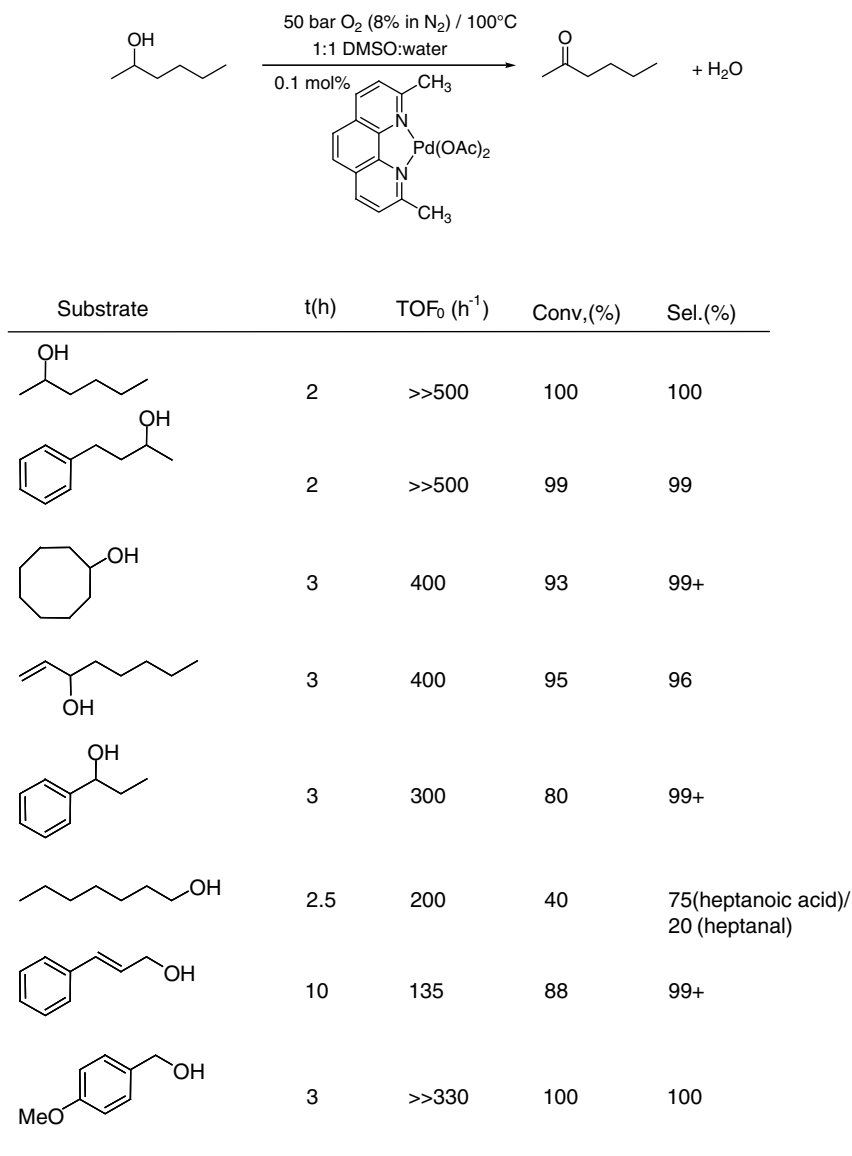 50 bar O₂ (8% in N₂) / 100°C
OH
1:1 DMSO:water
O
+ H₂O
0.1 mol%
CH₃
N
Pd(OAc)₂
N
CH₃
Substrate t(h) TOF₀ (h⁻¹) Conv,(%) Sel.(%)
OH
2 >>500 100 100
OH
2 >>500 99 99
OH
3 400 93 99+
3 400 95 96
OH
OH
3 300 80 99+
OH
2.5 200 40 75(heptanoic acid)/
20 (heptanal)
OH
10 135 88 99+
OH
3 >>330 100 100
MeO